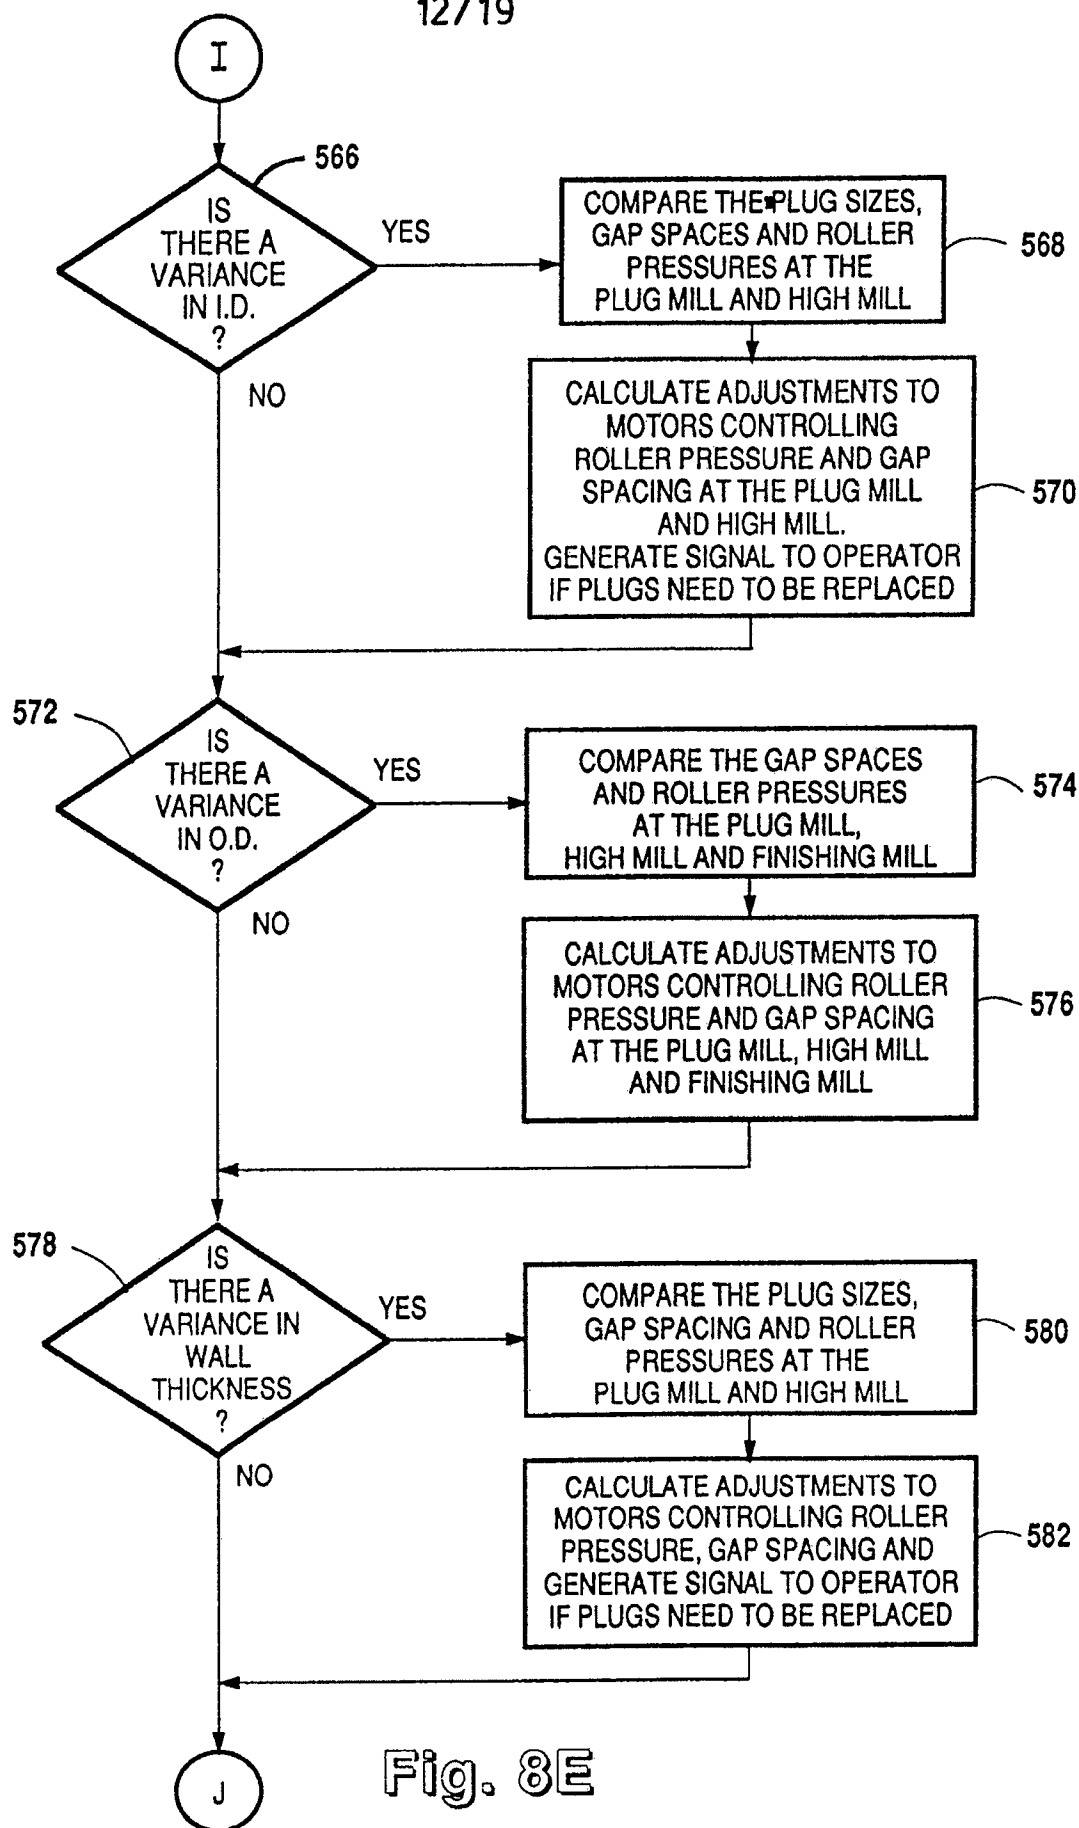 12/19
I
566
IS
THERE A
VARIANCE
IN I.D.
?
YES
NO
COMPARE THE PLUG SIZES,
GAP SPACES AND ROLLER
PRESSURES AT THE
PLUG MILL AND HIGH MILL
568
CALCULATE ADJUSTMENTS TO
MOTORS CONTROLLING
ROLLER PRESSURE AND GAP
SPACING AT THE PLUG MILL
AND HIGH MILL.
GENERATE SIGNAL TO OPERATOR
IF PLUGS NEED TO BE REPLACED
570
572
IS
THERE A
VARIANCE
IN O.D.
?
YES
NO
COMPARE THE GAP SPACES
AND ROLLER PRESSURES
AT THE PLUG MILL,
HIGH MILL AND FINISHING MILL
574
CALCULATE ADJUSTMENTS TO
MOTORS CONTROLLING ROLLER
PRESSURE AND GAP SPACING
AT THE PLUG MILL, HIGH MILL
AND FINISHING MILL
576
578
IS
THERE A
VARIANCE IN
WALL
THICKNESS
?
YES
NO
COMPARE THE PLUG SIZES,
GAP SPACING AND ROLLER
PRESSURES AT THE
PLUG MILL AND HIGH MILL
580
CALCULATE ADJUSTMENTS TO
MOTORS CONTROLLING ROLLER
PRESSURE, GAP SPACING AND
GENERATE SIGNAL TO OPERATOR
IF PLUGS NEED TO BE REPLACED
582
J
Fig. 8E